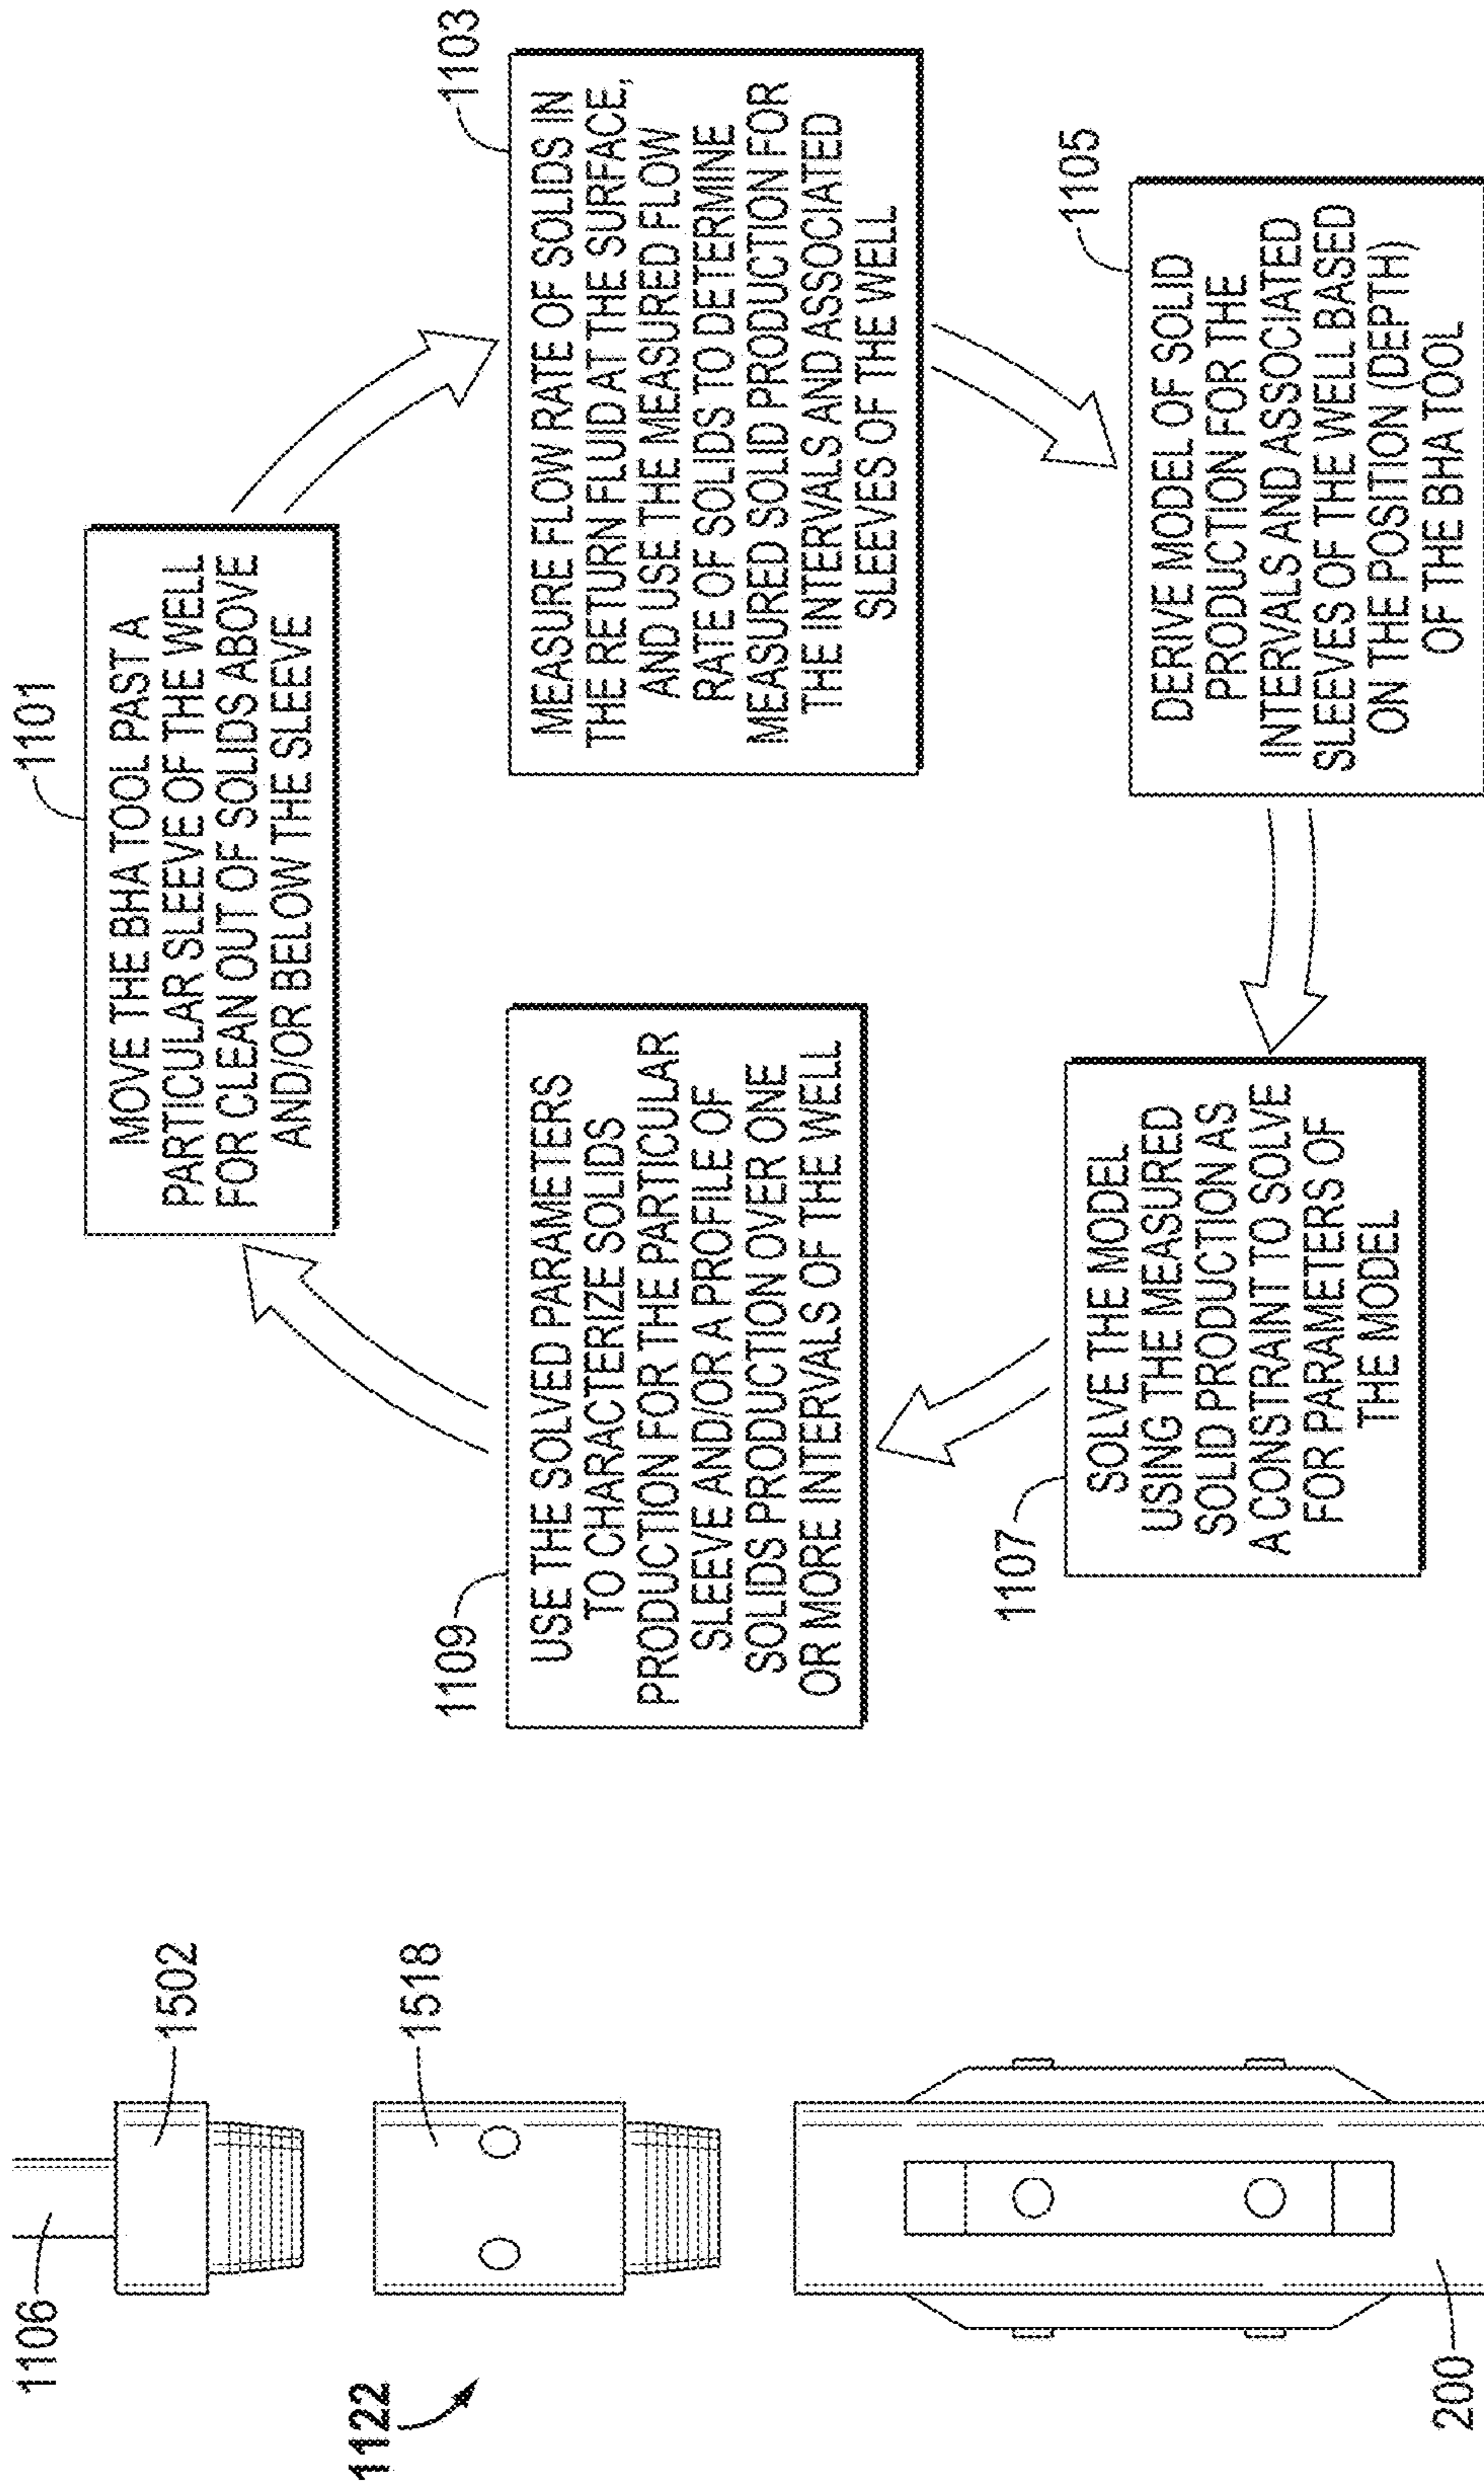 1106
1502
1122
1518
200
1101
MOVE THE BHA TOOL PAST A
PARTICULAR SLEEVE OF THE WELL
FOR CLEAN OUT OF SOLIDS ABOVE
AND/OR BELOW THE SLEEVE
1103
MEASURE FLOW RATE OF SOLIDS IN
THE RETURN FLUID AT THE SURFACE,
AND USE THE MEASURED FLOW
RATE OF SOLIDS TO DETERMINE
MEASURED SOLID PRODUCTION FOR
THE INTERVALS AND ASSOCIATED
SLEEVES OF THE WELL
1105
DERIVE MODEL OF SOLID
PRODUCTION FOR THE
INTERVALS AND ASSOCIATED
SLEEVES OF THE WELL BASED
ON THE POSITION (DEPTH)
OF THE BHA TOOL
1107
SOLVE THE MODEL
USING THE MEASURED
SOLID PRODUCTION AS
A CONSTRAINT TO SOLVE
FOR PARAMETERS OF
THE MODEL
1109
USE THE SOLVED PARAMETERS
TO CHARACTERIZE SOLIDS
PRODUCTION FOR THE PARTICULAR
SLEEVE AND/OR A PROFILE OF
SOLIDS PRODUCTION OVER ONE
OR MORE INTERVALS OF THE WELL